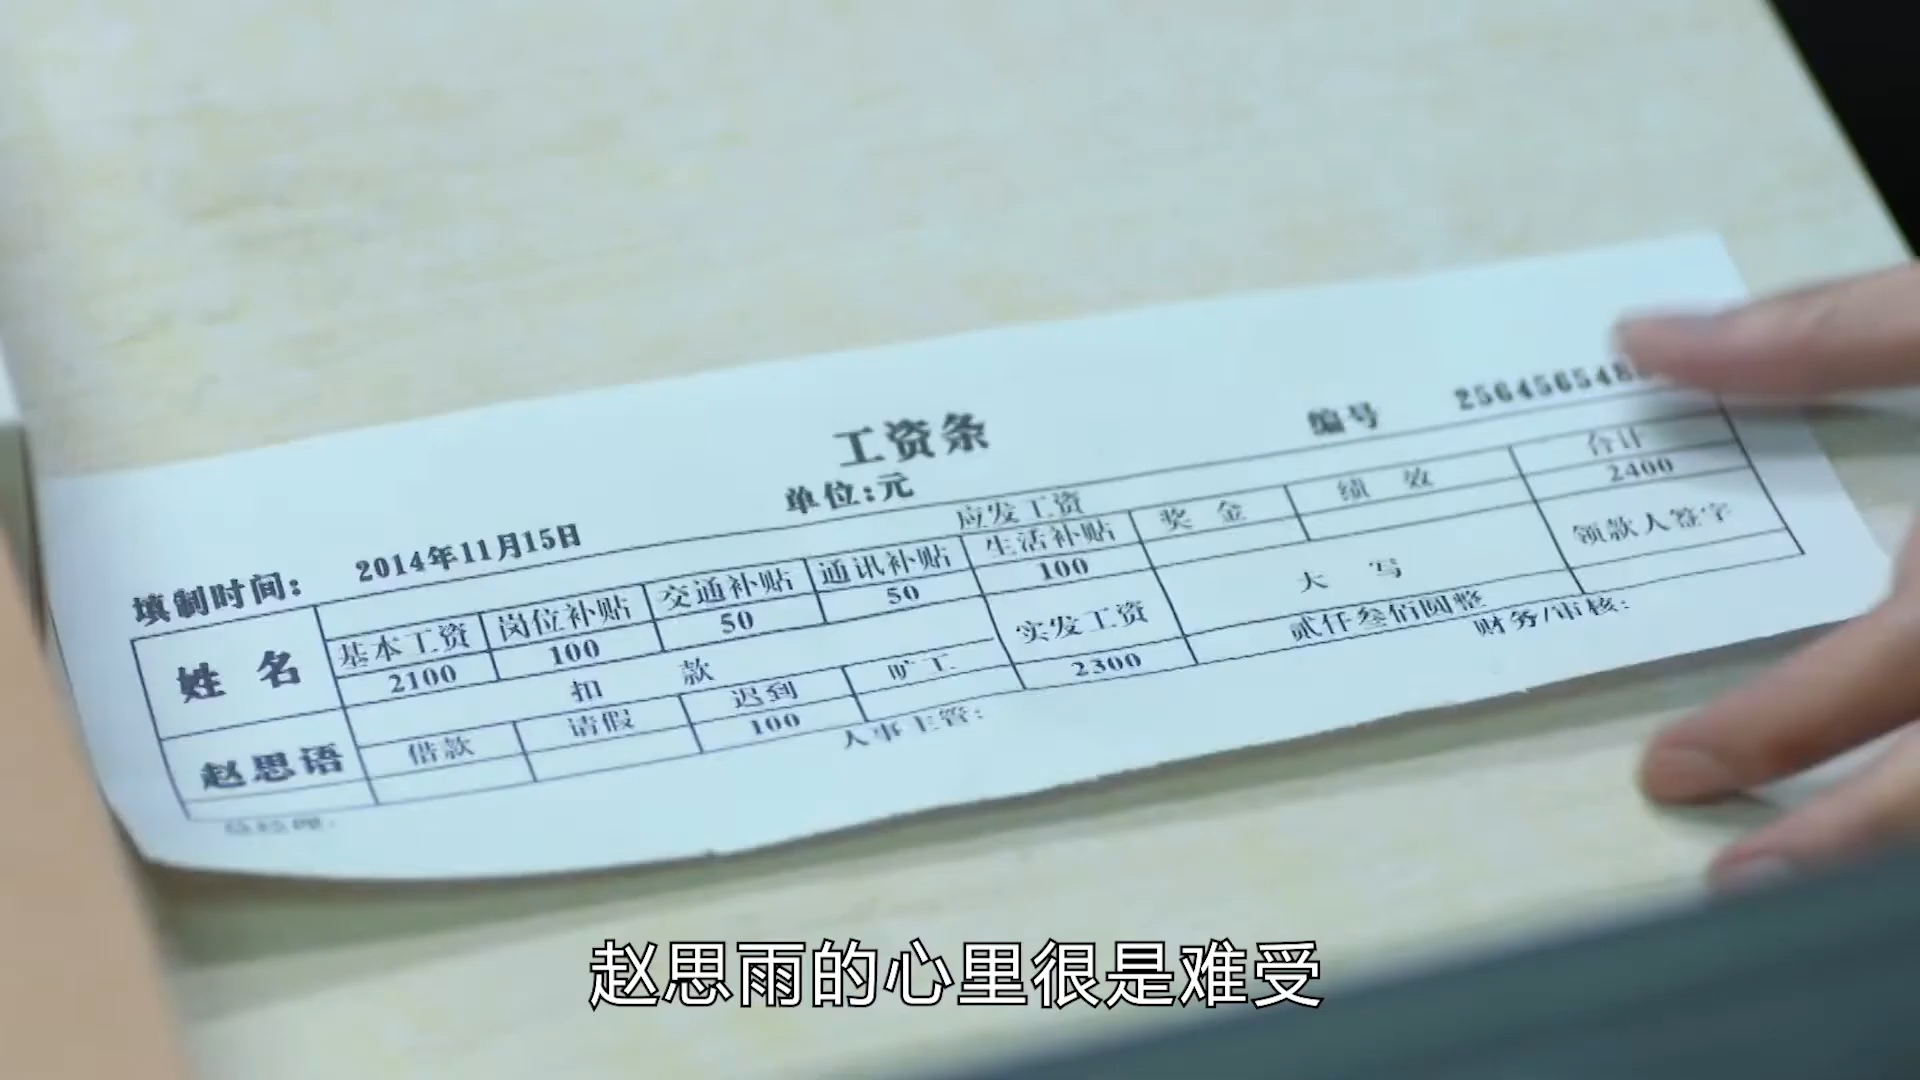 工资条
单位:元
编号 256456548
填制时间: 2014年11月15日
姓 名 应发工资 合计
基本工资 岗位补贴 交通补贴 通讯补贴 生活补贴 奖 金 绩 效 2400
2100 100 50 50 100
赵思语 扣 款 实发工资 大 写 领款人签字
借款 请假 迟到 旷工 2300 贰仟叁佰圆整
100
总经理: 人事主管: 财务/审核:
赵思雨的心里很是难受